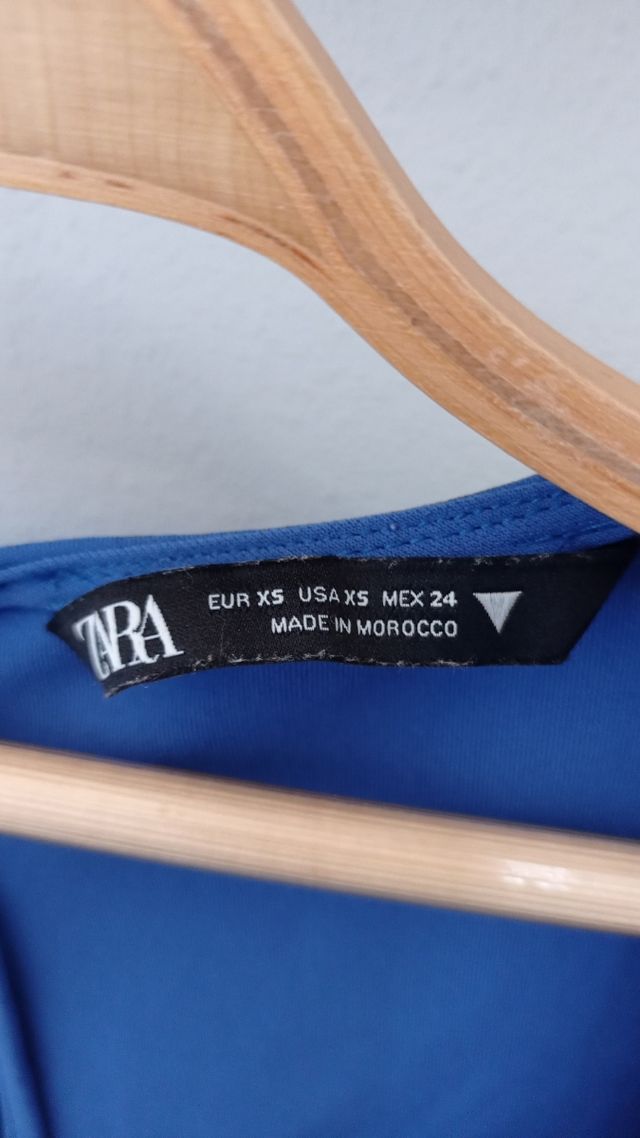 ZARA
EUR XS USA XS MEX 24
MADE IN MOROCCO